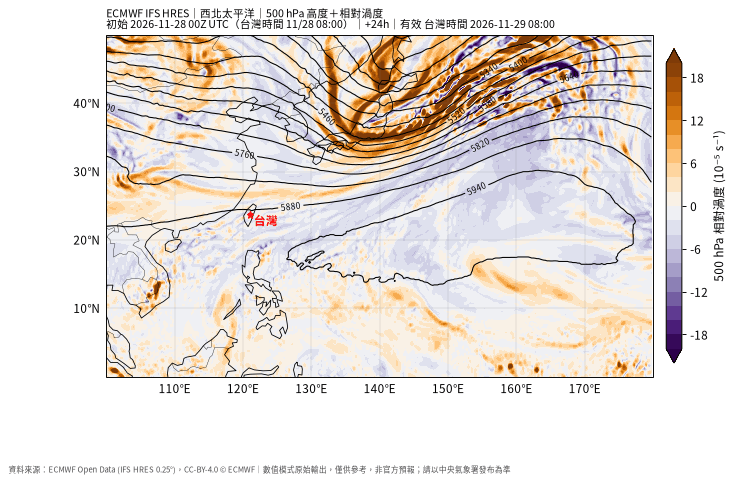 ECMWF IFS HRES｜西北太平洋｜500 hPa 高度＋相對渦度
初始 2026-11-28 00Z UTC（台灣時間 11/28 08:00）｜+24h｜有效 台灣時間 2026-11-29 08:00
40°N
30°N
20°N
10°N
110°E
120°E
130°E
140°E
150°E
160°E
170°E
5460
5760
5820
5880
5940
5400
台灣
18
12
6
0
-6
-12
-18
500 hPa 相對渦度 (10⁻⁵ s⁻¹)
資料來源：ECMWF Open Data (IFS HRES 0.25°)，CC-BY-4.0 © ECMWF｜數值模式原始輸出，僅供參考，非官方預報；請以中央氣象署發布為準